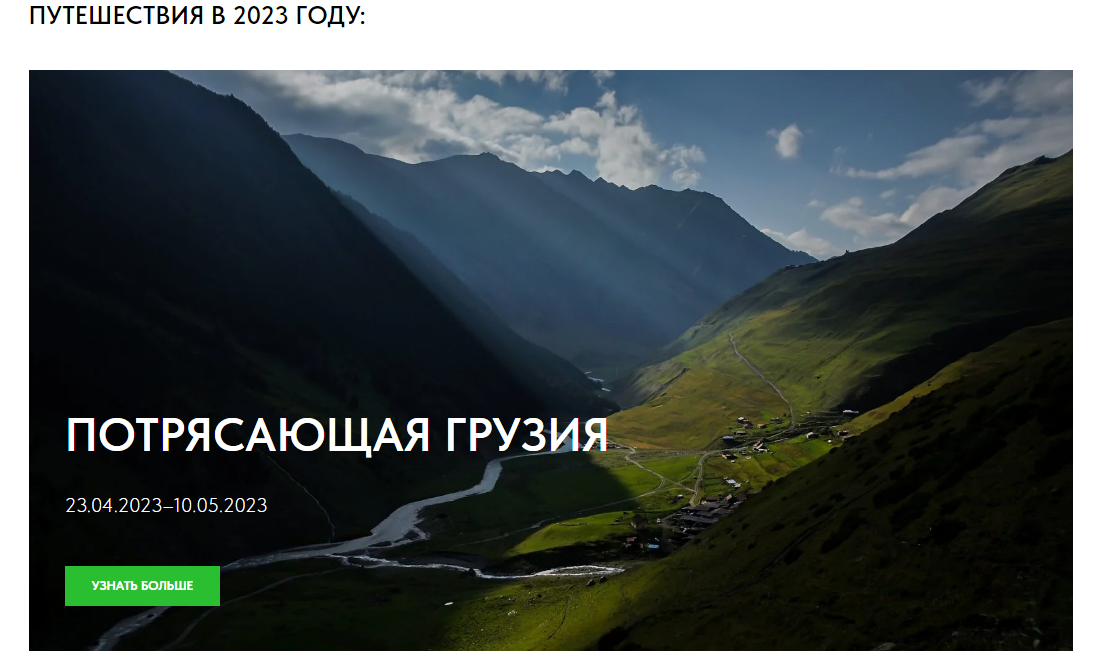 ПУТЕШЕСТВИЯ В 2023 ГОДУ:
ПОТРЯСАЮЩАЯ ГРУЗИЯ
23.04.2023–10.05.2023
УЗНАТЬ БОЛЬШЕ